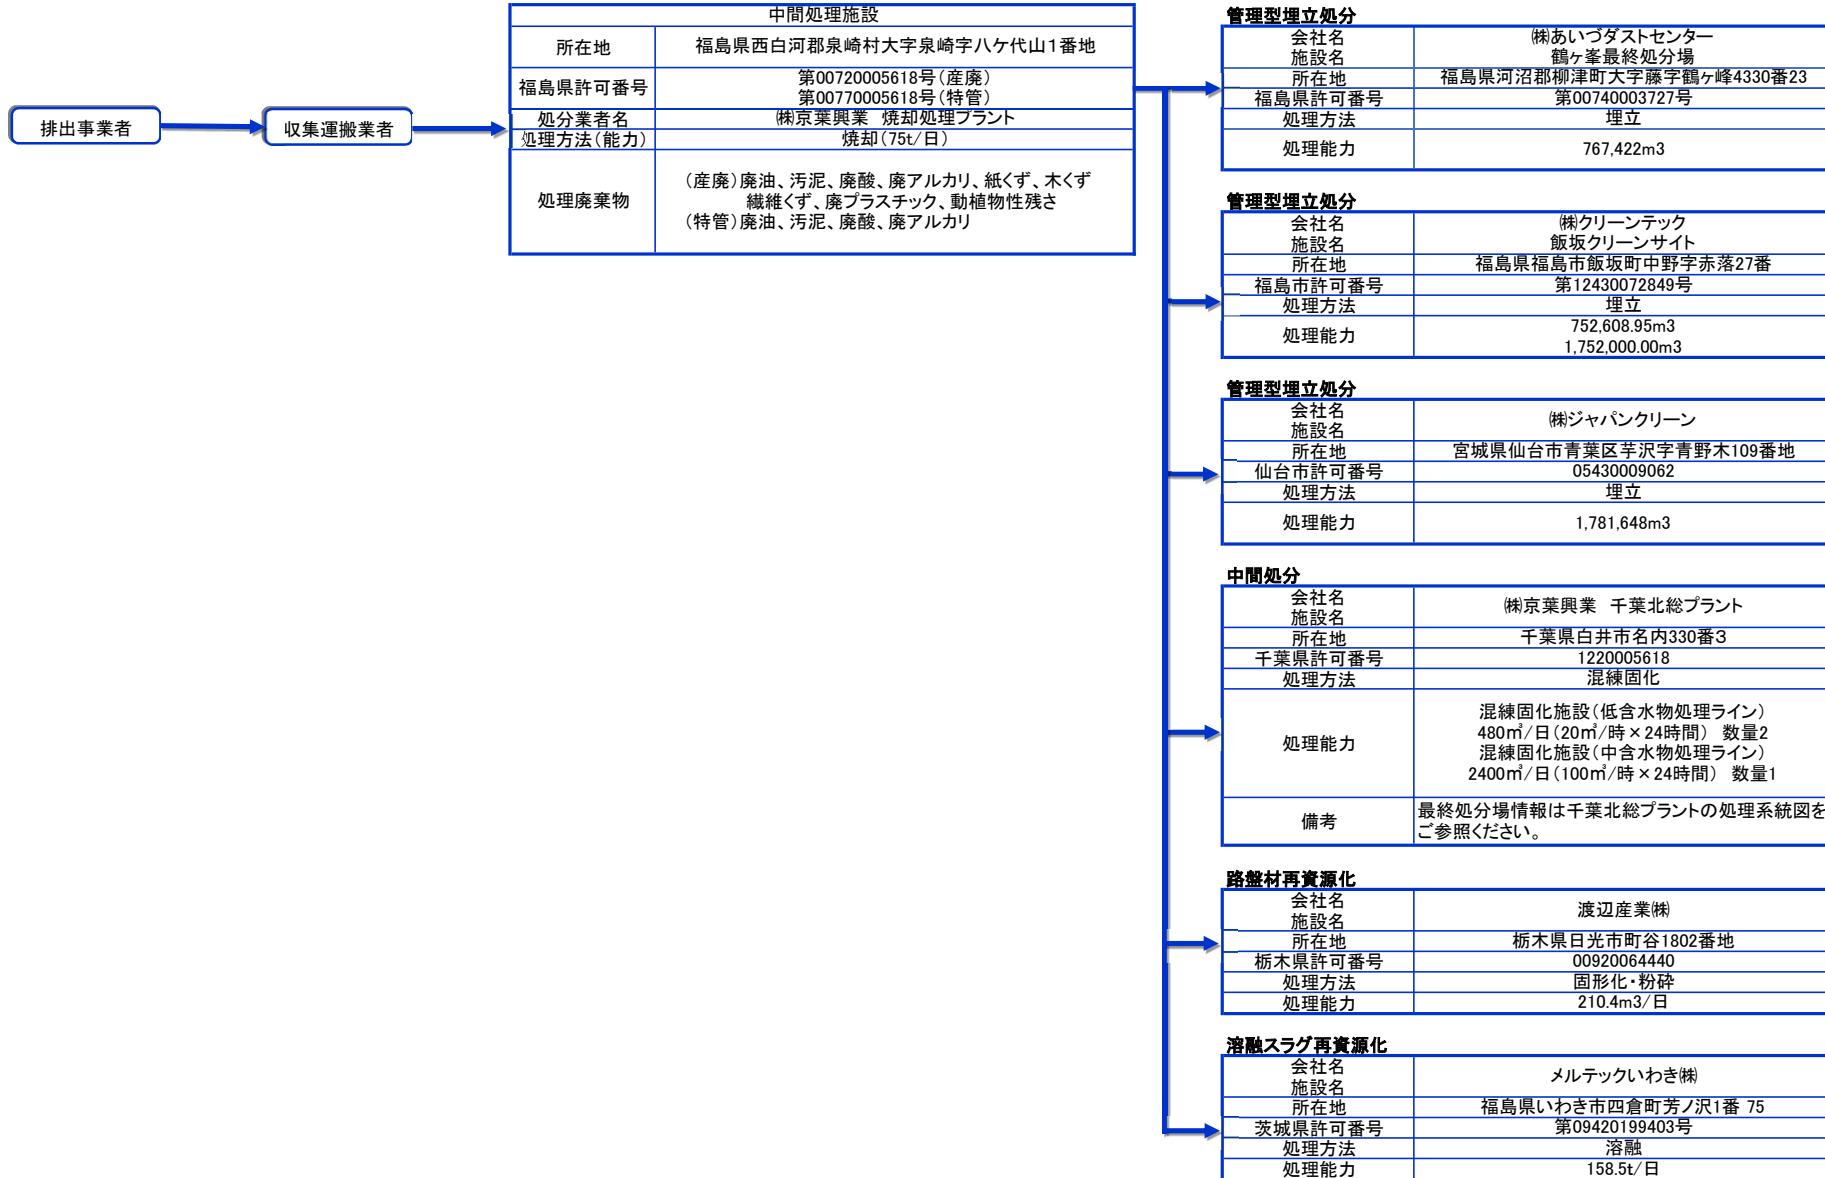 排出事業者
収集運搬業者
中間処理施設
所在地 福島県西白河郡泉崎村大字泉崎字八ケ代山1番地
福島県許可番号 第00720005618号(産廃)
第00770005618号(特管)
処分業者名 ㈱京葉興業 焼却処理プラント
処理方法(能力) 焼却(75t/日)
処理廃棄物 (産廃)廃油、汚泥、廃酸、廃アルカリ、紙くず、木くず
繊維くず、廃プラスチック、動植物性残さ
(特管)廃油、汚泥、廃酸、廃アルカリ
管理型埋立処分
会社名 ㈱あいづダストセンター
施設名 鶴ヶ峯最終処分場
所在地 福島県河沼郡柳津町大字藤字鶴ヶ峰4330番23
福島県許可番号 第00740003727号
処理方法 埋立
処理能力 767,422m3
管理型埋立処分
会社名 ㈱クリーンテック
施設名 飯坂クリーンサイト
所在地 福島県福島市飯坂町中野字赤落27番
福島市許可番号 第12430072849号
処理方法 埋立
処理能力 752,608.95m3
1,752,000.00m3
管理型埋立処分
会社名
施設名 ㈱ジャパンクリーン
所在地 宮城県仙台市青葉区芋沢字青野木109番地
仙台市許可番号 05430009062
処理方法 埋立
処理能力 1,781,648m3
中間処分
会社名
施設名 ㈱京葉興業 千葉北総プラント
所在地 千葉県白井市名内330番3
千葉県許可番号 1220005618
処理方法 混練固化
処理能力 混練固化施設(低含水物処理ライン)
480㎥/日(20㎥/時×24時間) 数量2
混練固化施設(中含水物処理ライン)
2400㎥/日(100㎥/時×24時間) 数量1
備考 最終処分場情報は千葉北総プラントの処理系統図を
ご参照ください。
路盤材再資源化
会社名
施設名 渡辺産業㈱
所在地 栃木県日光市町谷1802番地
栃木県許可番号 00920064440
処理方法 固形化・粉砕
処理能力 210.4m3/日
溶融スラグ再資源化
会社名
施設名 メルテックいわき㈱
所在地 福島県いわき市四倉町芳ノ沢1番 75
茨城県許可番号 第09420199403号
処理方法 溶融
処理能力 158.5t/日